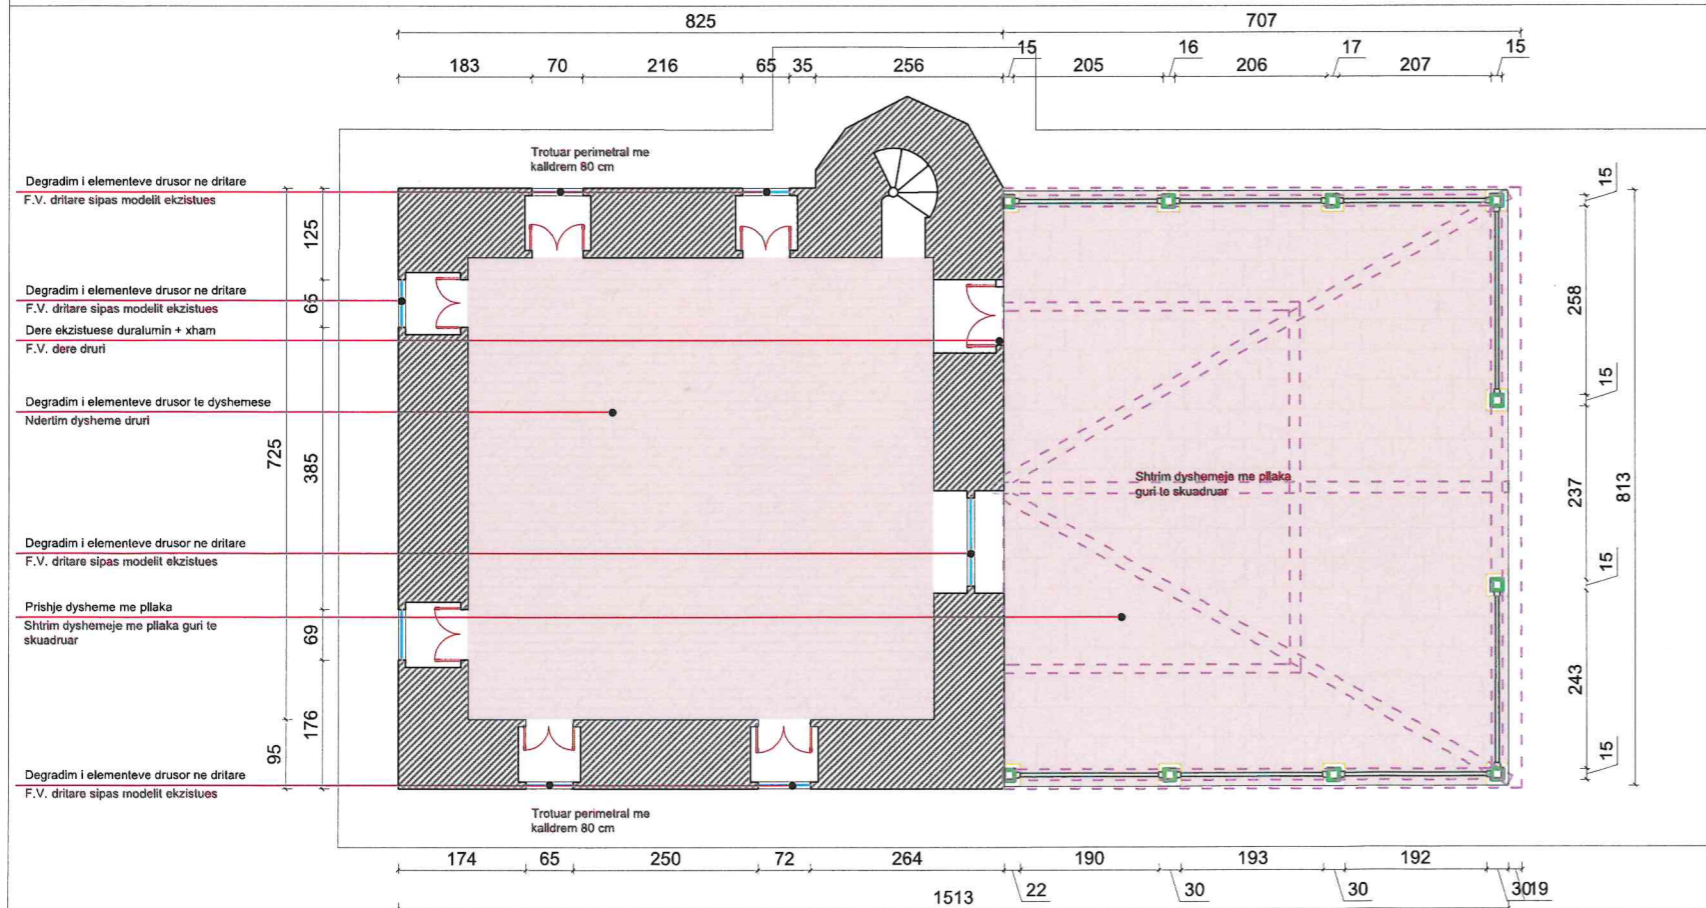 825 707
183 70 216 65 35 256 15 205 16 206 17 207 15
Trotuar perimetral me
kalldrem 80 cm
Degradim i elementeve drusor ne dritare
F.V. dritare sipas modelit ekzistues
Degradim i elementeve drusor ne dritare
F.V. dritare sipas modelit ekzistues
Dere ekzistuese duralumin + xham
F.V. dere druri
Degradim i elementeve drusor te dyshemese
Ndertim dysheme druri
Degradim i elementeve drusor ne dritare
F.V. dritare sipas modelit ekzistues
Prishje dysheme me pllaka
Shtrim dyshemeje me pllaka guri te
skuadruar
Degradim i elementeve drusor ne dritare
F.V. dritare sipas modelit ekzistues
725
95
125
65
385
69
176
Shtrim dyshemeje me pllaka
guri te skuadruar
15
258
15
237
15
243
15
813
Trotuar perimetral me
kalldrem 80 cm
174 65 250 72 264 190 193 192
1513 22 30 30 30 19